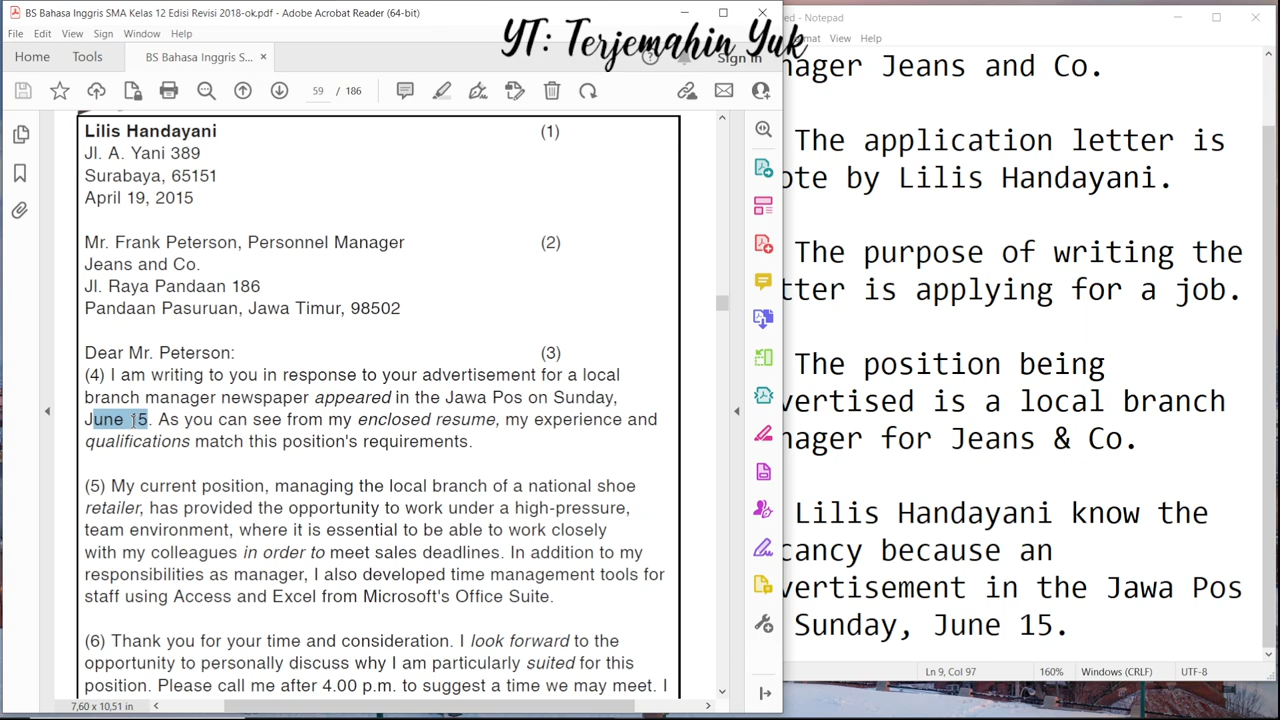 BS Bahasa Inggris SMA Kelas 12 Edisi Revisi 2018-ok.pdf - Adobe Acrobat Reader (64-bit)
File Edit View Sign Window Help
YT: Terjemahin Yuk
Home Tools BS Bahasa Inggris S... × Sign In
59 / 186
Lilis Handayani (1)
Jl. A. Yani 389
Surabaya, 65151
April 19, 2015
Mr. Frank Peterson, Personnel Manager (2)
Jeans and Co.
Jl. Raya Pandaan 186
Pandaan Pasuruan, Jawa Timur, 98502
Dear Mr. Peterson: (3)
(4) I am writing to you in response to your advertisement for a local
branch manager newspaper appeared in the Jawa Pos on Sunday,
June 15. As you can see from my enclosed resume, my experience and
qualifications match this position's requirements.
(5) My current position, managing the local branch of a national shoe
retailer, has provided the opportunity to work under a high-pressure,
team environment, where it is essential to be able to work closely
with my colleagues in order to meet sales deadlines. In addition to my
responsibilities as manager, I also developed time management tools for
staff using Access and Excel from Microsoft's Office Suite.
(6) Thank you for your time and consideration. I look forward to the
opportunity to personally discuss why I am particularly suited for this
position. Please call me after 4.00 p.m. to suggest a time we may meet. I
7,60 x 10,51 in
ed - Notepad
rmat View Help
nager Jeans and Co.
The application letter is
ote by Lilis Handayani.
The purpose of writing the
tter is applying for a job.
The position being
vertised is a local branch
nager for Jeans & Co.
Lilis Handayani know the
cancy because an
vertisement in the Jawa Pos
Sunday, June 15.
Ln 9, Col 97 160% Windows (CRLF) UTF-8